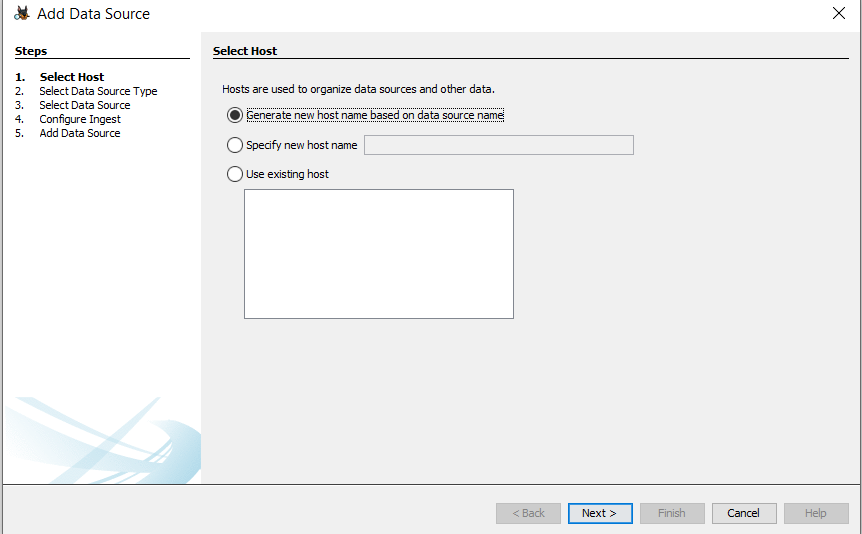 Add Data Source
Steps
1. Select Host
2. Select Data Source Type
3. Select Data Source
4. Configure Ingest
5. Add Data Source
Select Host
Hosts are used to organize data sources and other data.
Generate new host name based on data source name
Specify new host name
Use existing host
< Back
Next >
Finish
Cancel
Help